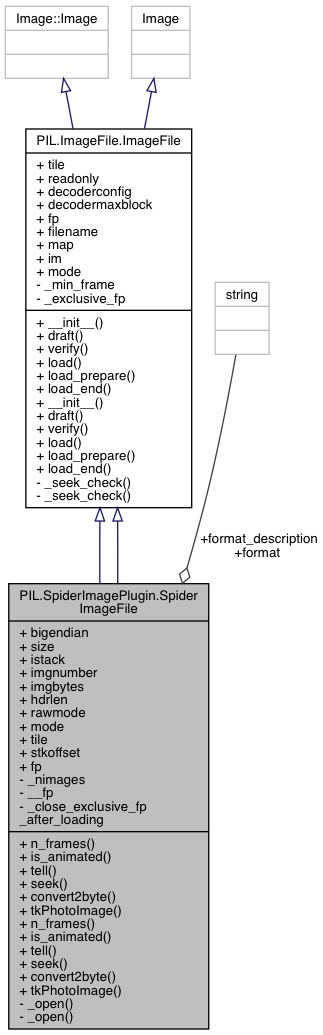 Image::Image
Image
PIL.ImageFile.ImageFile
+ tile
+ readonly
+ decoderconfig
+ decodermaxblock
+ fp
+ filename
+ map
+ im
+ mode
- _min_frame
- _exclusive_fp
+ __init__()
+ draft()
+ verify()
+ load()
+ load_prepare()
+ load_end()
+ __init__()
+ draft()
+ verify()
+ load()
+ load_prepare()
+ load_end()
- _seek_check()
- _seek_check()
string
+format_description
+format
PIL.SpiderImagePlugin.Spider
ImageFile
+ bigendian
+ size
+ istack
+ imgnumber
+ imgbytes
+ hdrlen
+ rawmode
+ mode
+ tile
+ stkoffset
+ fp
- _nimages
- __fp
- _close_exclusive_fp
_after_loading
+ n_frames()
+ is_animated()
+ tell()
+ seek()
+ convert2byte()
+ tkPhotoImage()
+ n_frames()
+ is_animated()
+ tell()
+ seek()
+ convert2byte()
+ tkPhotoImage()
- _open()
- _open()